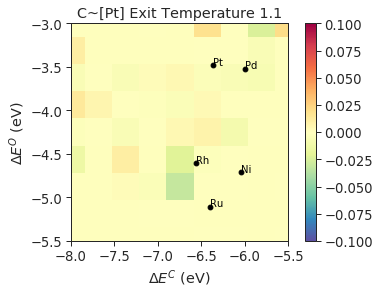 C~[Pt] Exit Temperature 1.1
−3.0
−3.5
−4.0
−4.5
−5.0
−5.5
ΔE^O (eV)
Pt
Pd
Rh
Ni
Ru
−8.0 −7.5 −7.0 −6.5 −6.0 −5.5
ΔE^C (eV)
0.100
0.075
0.050
0.025
0.000
−0.025
−0.050
−0.075
−0.100